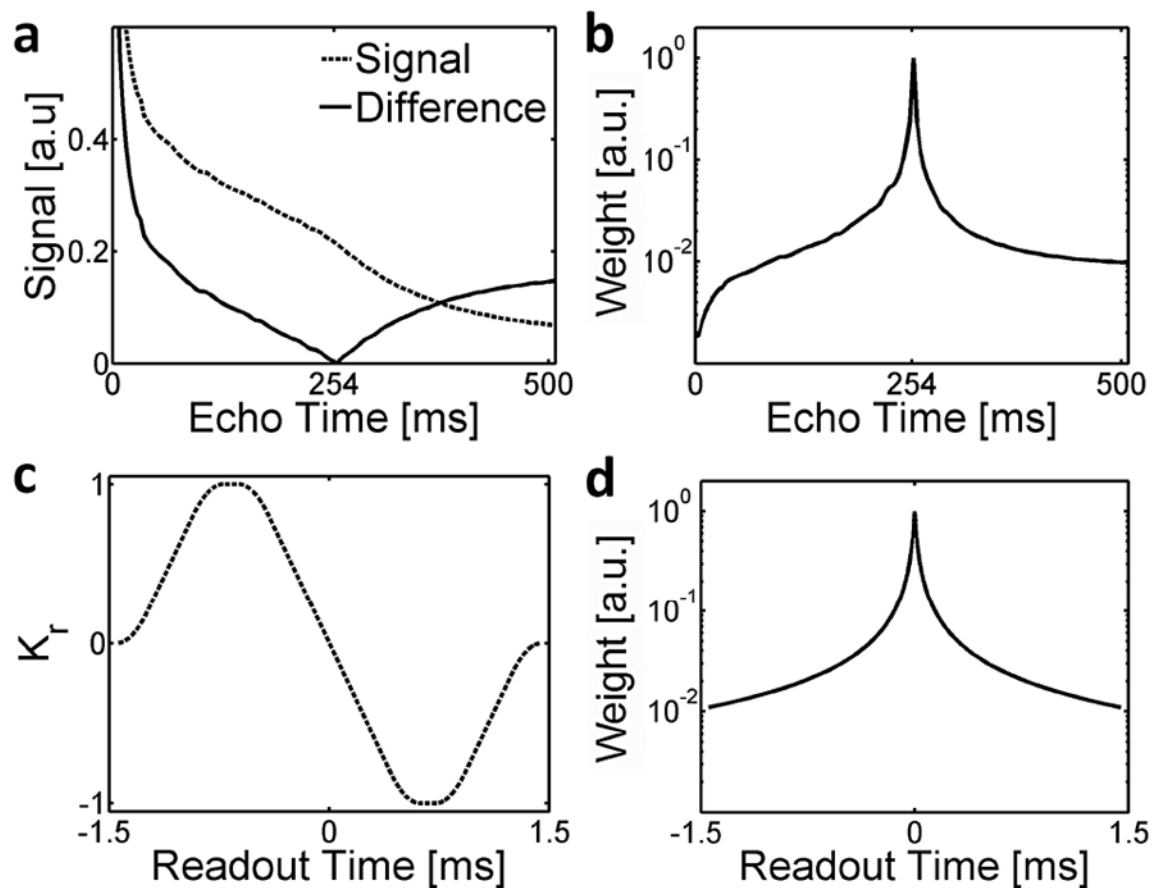 a
Signal [a.u]
0.4
0.2
0
Signal
Difference
0 254 500
Echo Time [ms]
b
Weight [a.u.]
10^0
10^-1
10^-2
0 254 500
Echo Time [ms]
c
K_r
1
0
-1
-1.5 0 1.5
Readout Time [ms]
d
Weight [a.u.]
10^0
10^-1
10^-2
-1.5 0 1.5
Readout Time [ms]